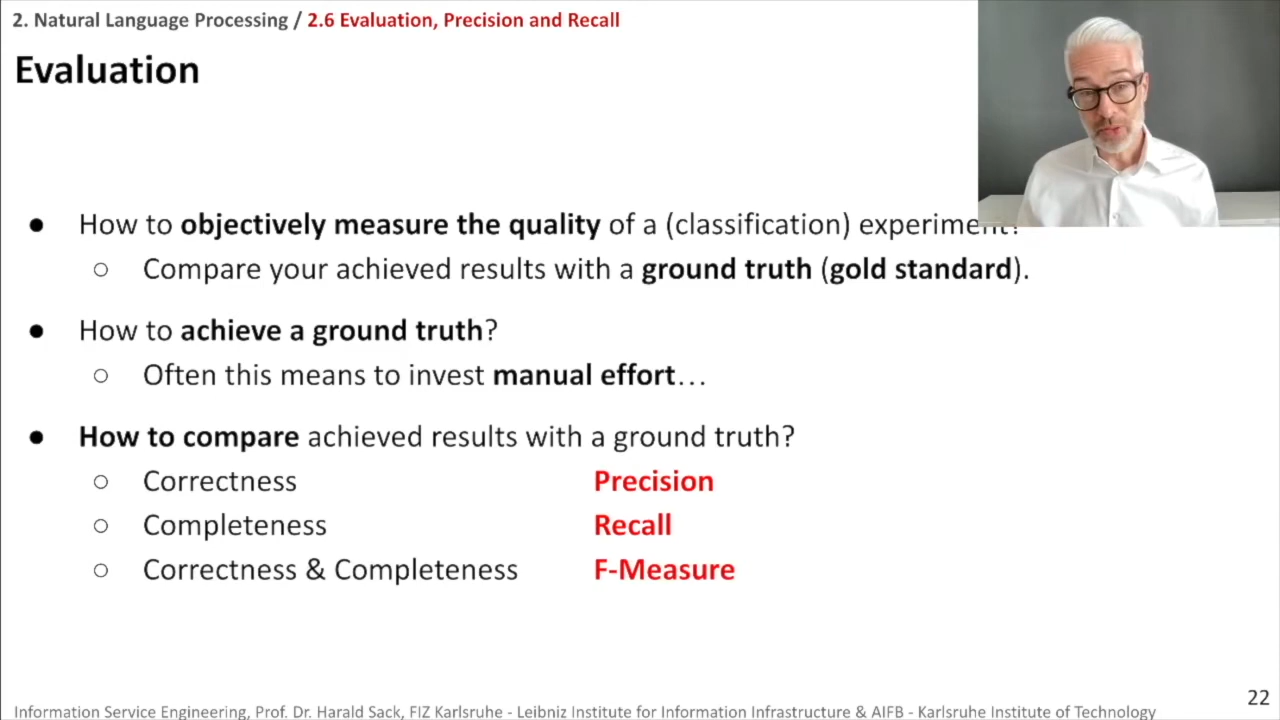 2. Natural Language Processing / 2.6 Evaluation, Precision and Recall
Evaluation
● How to objectively measure the quality of a (classification) experiment?
○ Compare your achieved results with a ground truth (gold standard).
● How to achieve a ground truth?
○ Often this means to invest manual effort…
● How to compare achieved results with a ground truth?
○ Correctness Precision
○ Completeness Recall
○ Correctness & Completeness F-Measure
22
Information Service Engineering, Prof. Dr. Harald Sack, FIZ Karlsruhe - Leibniz Institute for Information Infrastructure & AIFB - Karlsruhe Institute of Technology